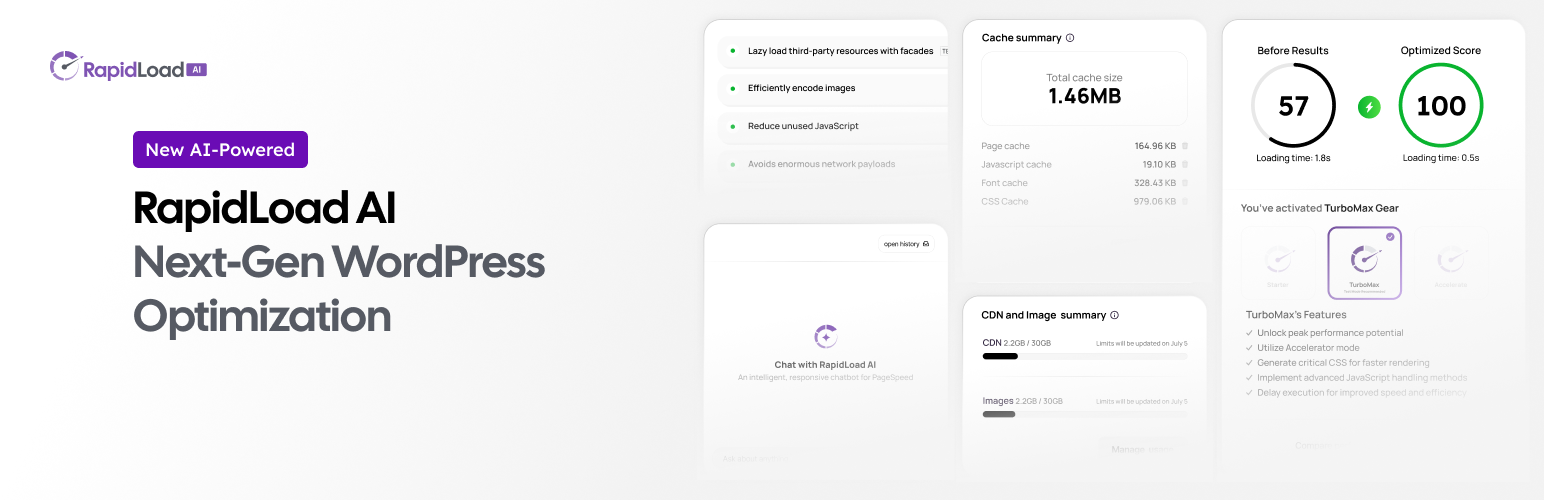 RapidLoad AI
New AI-Powered
RapidLoad AI
Next-Gen WordPress
Optimization
Lazy load third-party resources with facades
Efficiently encode images
Reduce unused JavaScript
Avoids enormous network payloads
open history
Chat with RapidLoad AI
An intelligent, responsive chatbot for PageSpeed
Cache summary
Total cache size
1.46MB
Page cache 164.96 KB
Javascript cache 19.10 KB
Font cache 328.43 KB
CSS Cache 979.06 KB
CDN and Image summary
CDN 2.2GB / 30GB Limits will be updated on July 5
Images 2.2GB / 30GB Limits will be updated on July 5
Manage
Before Results Optimized Score
57 100
Loading time: 1.8s Loading time: 0.5s
You've activated TurboMax Gear
Starter TurboMax Accelerate
TurboMax's Features
Unlock peak performance potential
Utilize Accelerator mode
Generate critical CSS for faster rendering
Implement advanced JavaScript handling methods
Delay execution for improved speed and efficiency